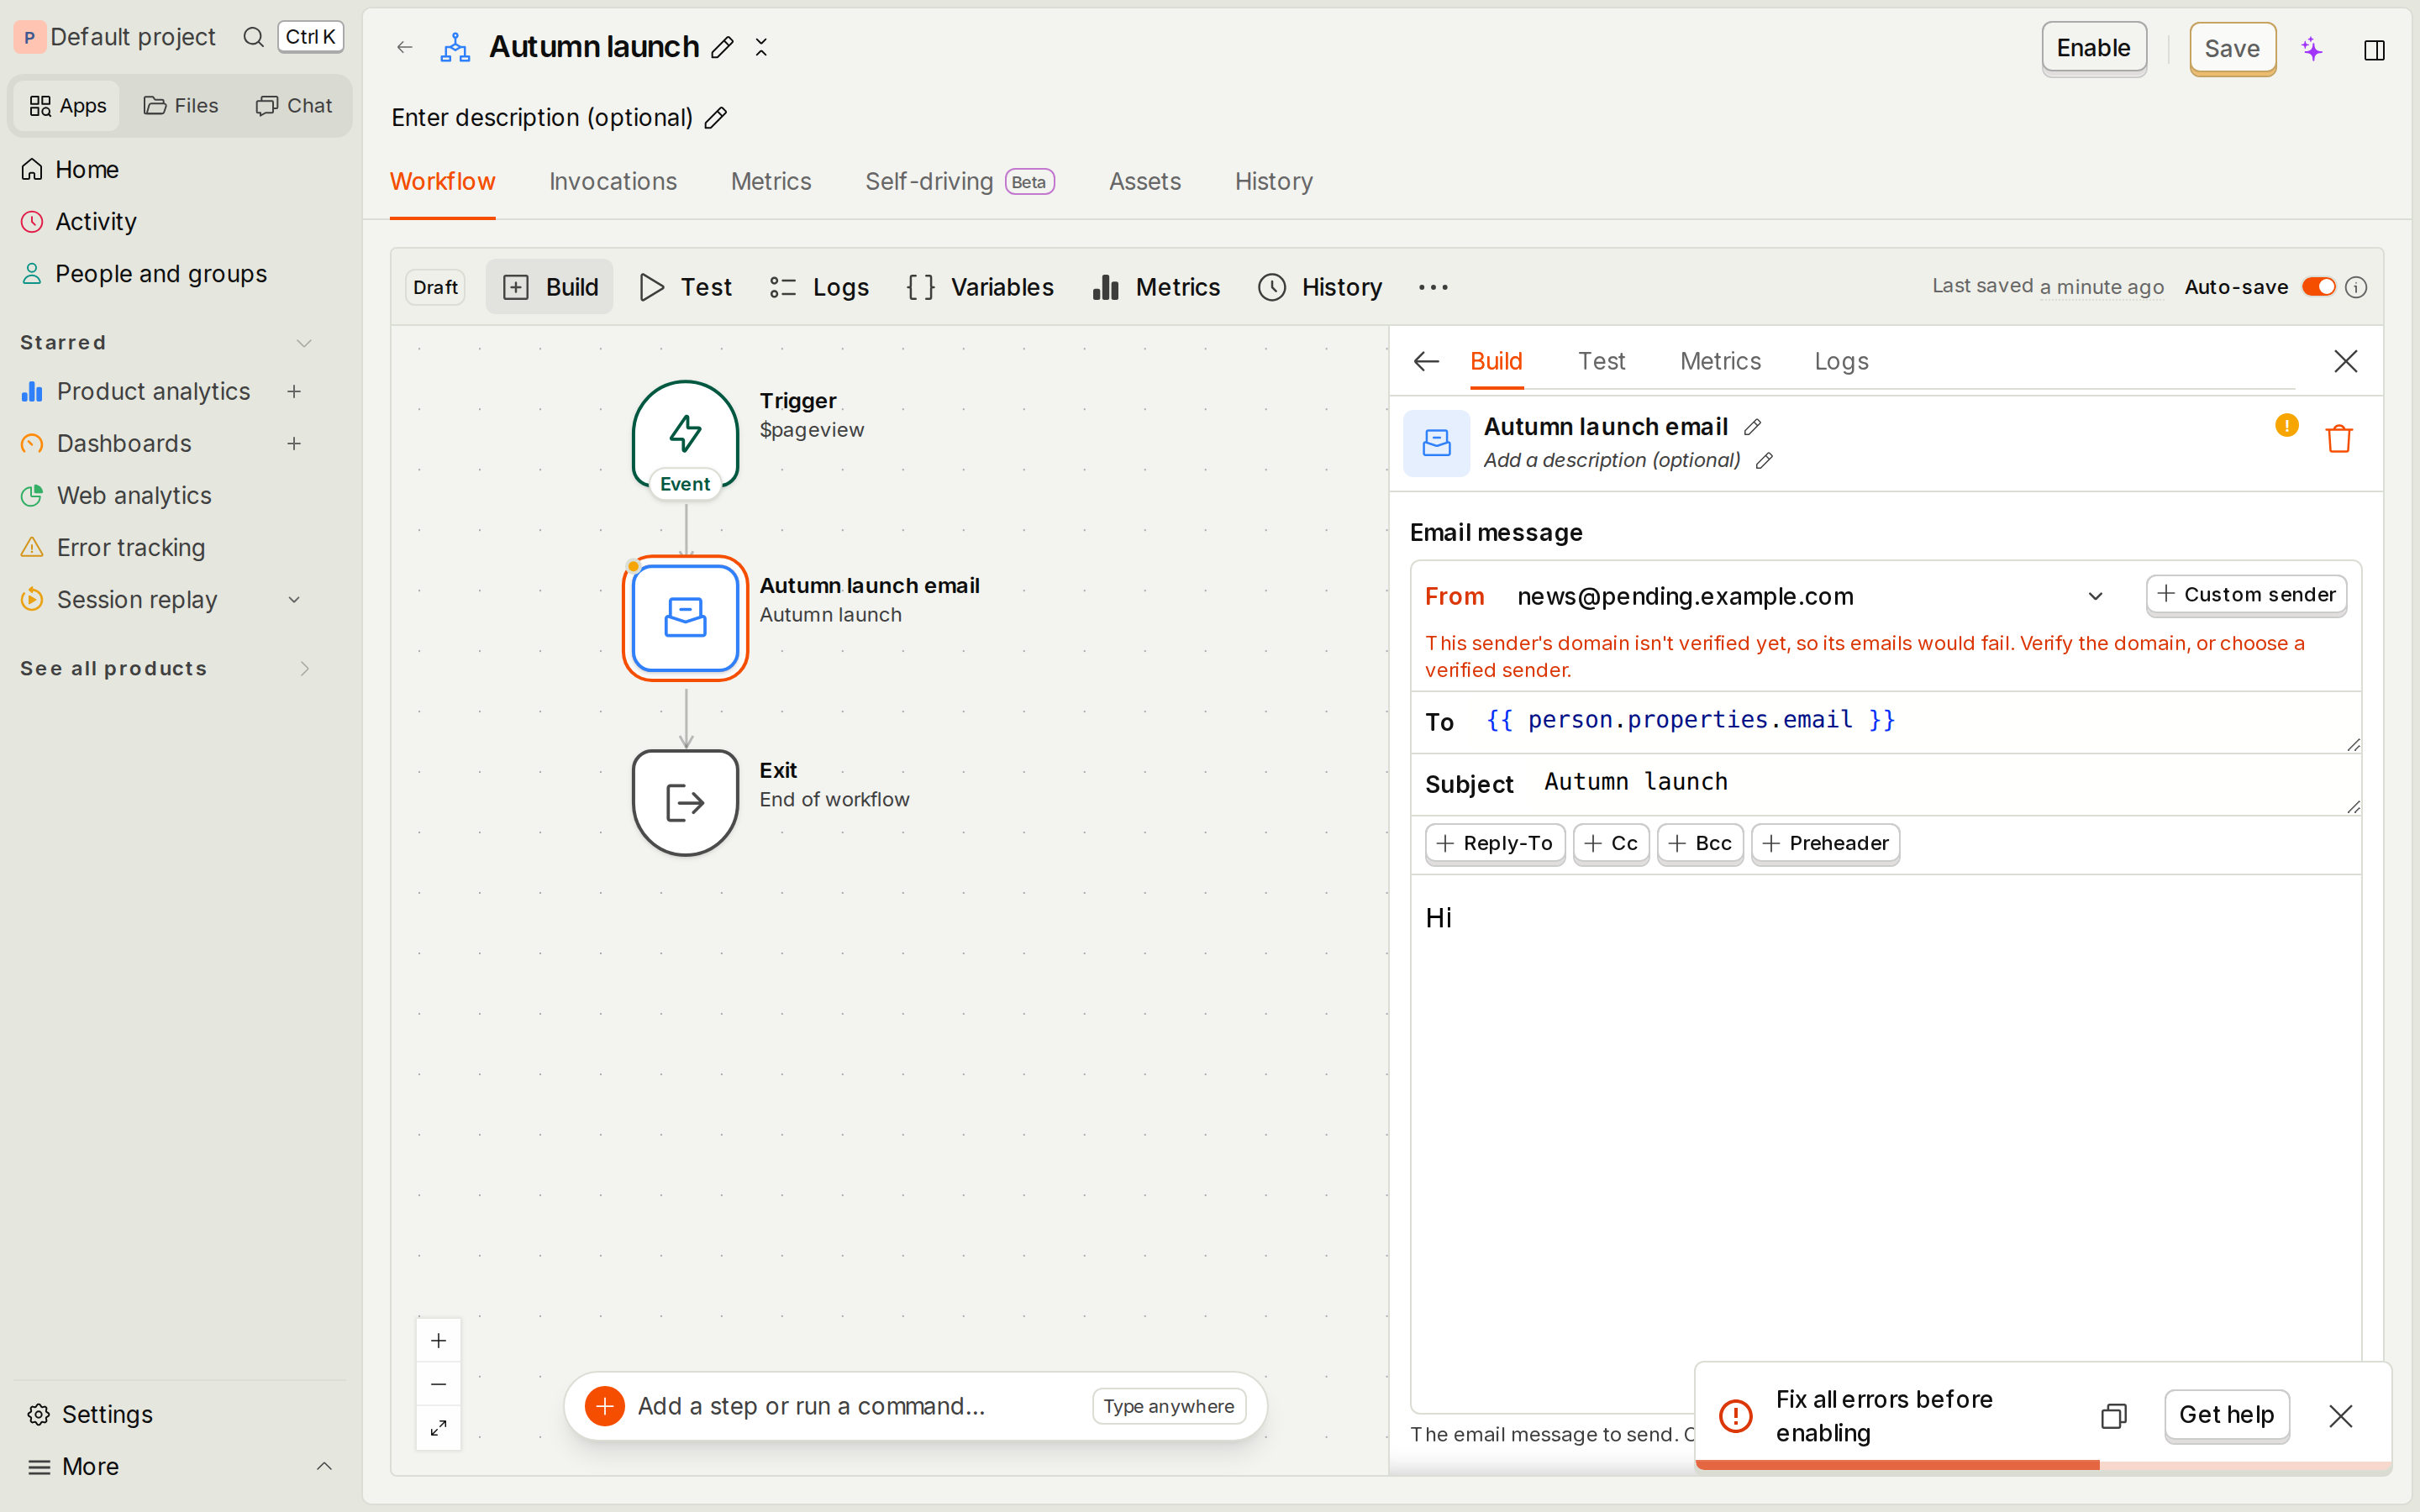 P Default project Ctrl K
Apps Files Chat
Home
Activity
People and groups
Starred
Product analytics
Dashboards
Web analytics
Error tracking
Session replay
See all products
Settings
More
Autumn launch
Enable
Save
Enter description (optional)
Workflow Invocations Metrics Self-driving Beta Assets History
Draft Build Test Logs Variables Metrics History
Last saved a minute ago Auto-save
Trigger
$pageview
Event
Autumn launch email
Autumn launch
Exit
End of workflow
Add a step or run a command... Type anywhere
Build Test Metrics Logs
Autumn launch email
Add a description (optional)
Email message
From news@pending.example.com Custom sender
This sender's domain isn't verified yet, so its emails would fail. Verify the domain, or choose a
verified sender.
To {{ person.properties.email }}
Subject Autumn launch
Reply-To Cc Bcc Preheader
Hi
The email message to send.
Fix all errors before
enabling
Get help